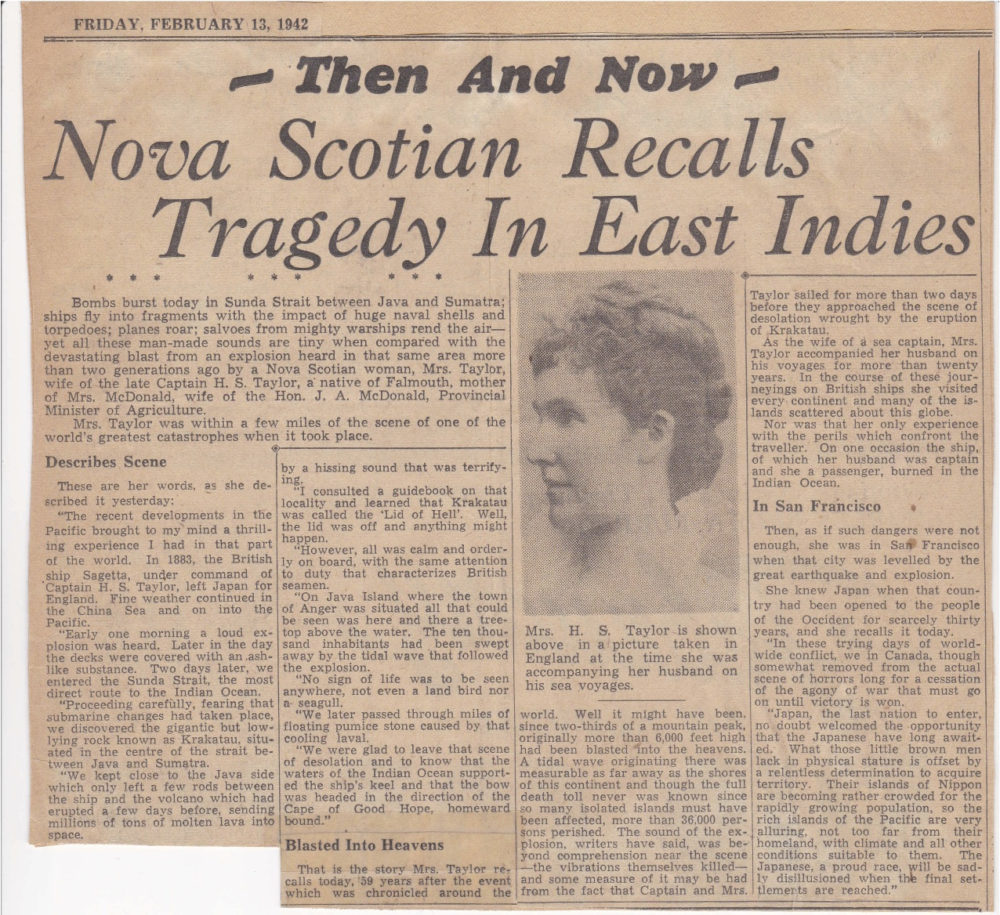 FRIDAY, FEBRUARY 13, 1942
- Then And Now -
Nova Scotian Recalls
Tragedy In East Indies
* * * * * * * * *
Bombs burst today in Sunda Strait between Java and Sumatra;
ships fly into fragments with the impact of huge naval shells and
torpedoes; planes roar; salvoes from mighty warships rend the air—
yet all these man-made sounds are tiny when compared with the
devastating blast from an explosion heard in that same area more
than two generations ago by a Nova Scotian woman, Mrs. Taylor,
wife of the late Captain H. S. Taylor, a native of Falmouth, mother
of Mrs. McDonald, wife of the Hon. J. A. McDonald, Provincial
Minister of Agriculture.
Mrs. Taylor was within a few miles of the scene of one of the
world's greatest catastrophes when it took place.
Describes Scene
These are her words, as she de-
scribed it yesterday:
"The recent developments in the
Pacific brought to my mind a thrill-
ing experience I had in that part
of the world. In 1883, the British
ship Sagetta, under command of
Captain H. S. Taylor, left Japan for
England. Fine weather continued in
the China Sea and on into the
Pacific.
"Early one morning a loud ex-
plosion was heard. Later in the day
the decks were covered with an ash-
like substance. Two days later, we
entered the Sunda Strait, the most
direct route to the Indian Ocean.
"Proceeding carefully, fearing that
submarine changes had taken place,
we discovered the gigantic but low-
lying rock known as Krakatau, situ-
ated in the centre of the strait be-
tween Java and Sumatra.
"We kept close to the Java side
which only left a few rods between
the ship and the volcano which had
erupted a few days before, sending
millions of tons of molten lava into
space.
by a hissing sound that was terrify-
ing.
"I consulted a guidebook on that
locality and learned that Krakatau
was called the 'Lid of Hell'. Well,
the lid was off and anything might
happen.
"However, all was calm and order-
ly on board, with the same attention
to duty that characterizes British
seamen.
"On Java Island where the town
of Anger was situated all that could
be seen was here and there a tree-
top above the water. The ten thou-
sand inhabitants had been swept
away by the tidal wave that followed
the explosion.
"No sign of life was to be seen
anywhere, not even a land bird nor
a seagull.
"We later passed through miles of
floating pumice stone caused by that
cooling laval.
"We were glad to leave that scene
of desolation and to know that the
waters of the Indian Ocean support-
ed the ship's keel and that the bow
was headed in the direction of the
Cape of Good Hope, homeward
bound."
Blasted Into Heavens
That is the story Mrs. Taylor re-
calls today, 59 years after the event
which was chronicled around the
Mrs. H. S. Taylor is shown
above in a picture taken in
England at the time she was
accompanying her husband on
his sea voyages.
world. Well it might have been,
since two-thirds of a mountain peak,
originally more than 6,000 feet high
had been blasted into the heavens.
A tidal wave originating there was
measurable as far away as the shores
of this continent and though the full
death toll never was known since
so many isolated islands must have
been affected, more than 36,000 per-
sons perished. The sound of the ex-
plosion, writers have said, was be-
yond comprehension near the scene
—the vibrations themselves killed—
and some measure of it may be had
from the fact that Captain and Mrs.
Taylor sailed for more than two days
before they approached the scene of
desolation wrought by the eruption
of Krakatau.
As the wife of a sea captain, Mrs.
Taylor accompanied her husband on
his voyages for more than twenty
years. In the course of these jour-
neyings on British ships she visited
every continent and many of the is-
lands scattered about this globe.
Nor was that her only experience
with the perils which confront the
traveller. On one occasion the ship,
of which her husband was captain
and she a passenger, burned in the
Indian Ocean.
In San Francisco
Then, as if such dangers were not
enough, she was in San Francisco
when that city was levelled by the
great earthquake and explosion.
She knew Japan when that coun-
try had been opened to the people
of the Occident for scarcely thirty
years, and she recalls it today.
"In these trying days of world-
wide conflict, we in Canada, though
somewhat removed from the actual
scene of horrors long for a cessation
of the agony of war that must go
on until victory is won.
"Japan, the last nation to enter,
no doubt welcomed the opportunity
that the Japanese have long await-
ed. What those little brown men
lack in physical stature is offset by
a relentless determination to acquire
territory. Their islands of Nippon
are becoming rather crowded for the
rapidly growing population, so the
rich islands of the Pacific are very
alluring, not too far from their
homeland, with climate and all other
conditions suitable to them. The
Japanese, a proud race, will be sad-
ly disillusioned when the final set-
tlements are reached."